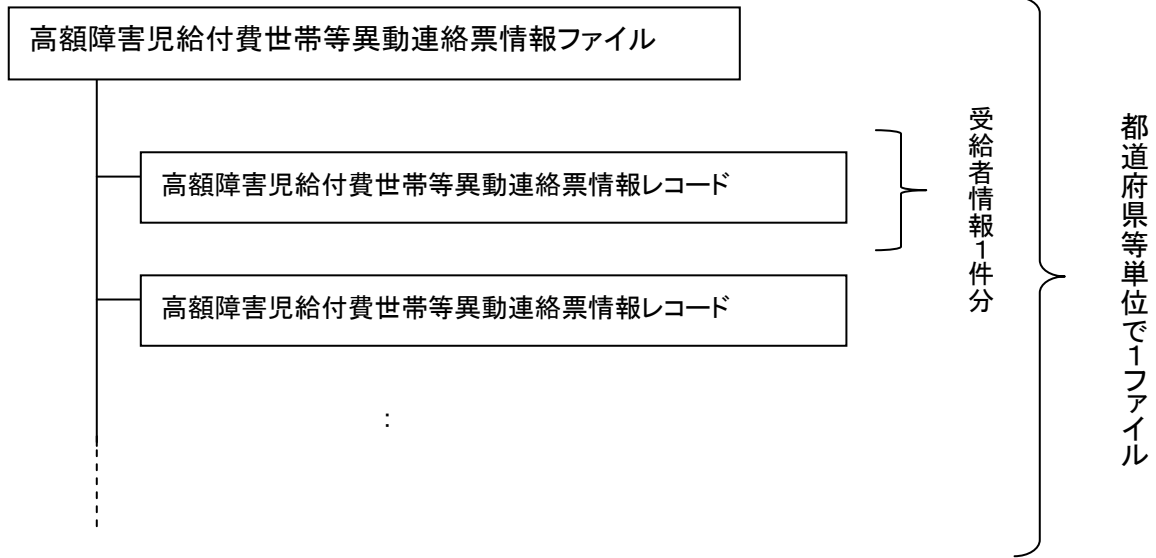 高額障害児給付費世帯等異動連絡票情報ファイル
高額障害児給付費世帯等異動連絡票情報レコード
高額障害児給付費世帯等異動連絡票情報レコード
:
受給者情報1件分
都道府県等単位で1ファイル